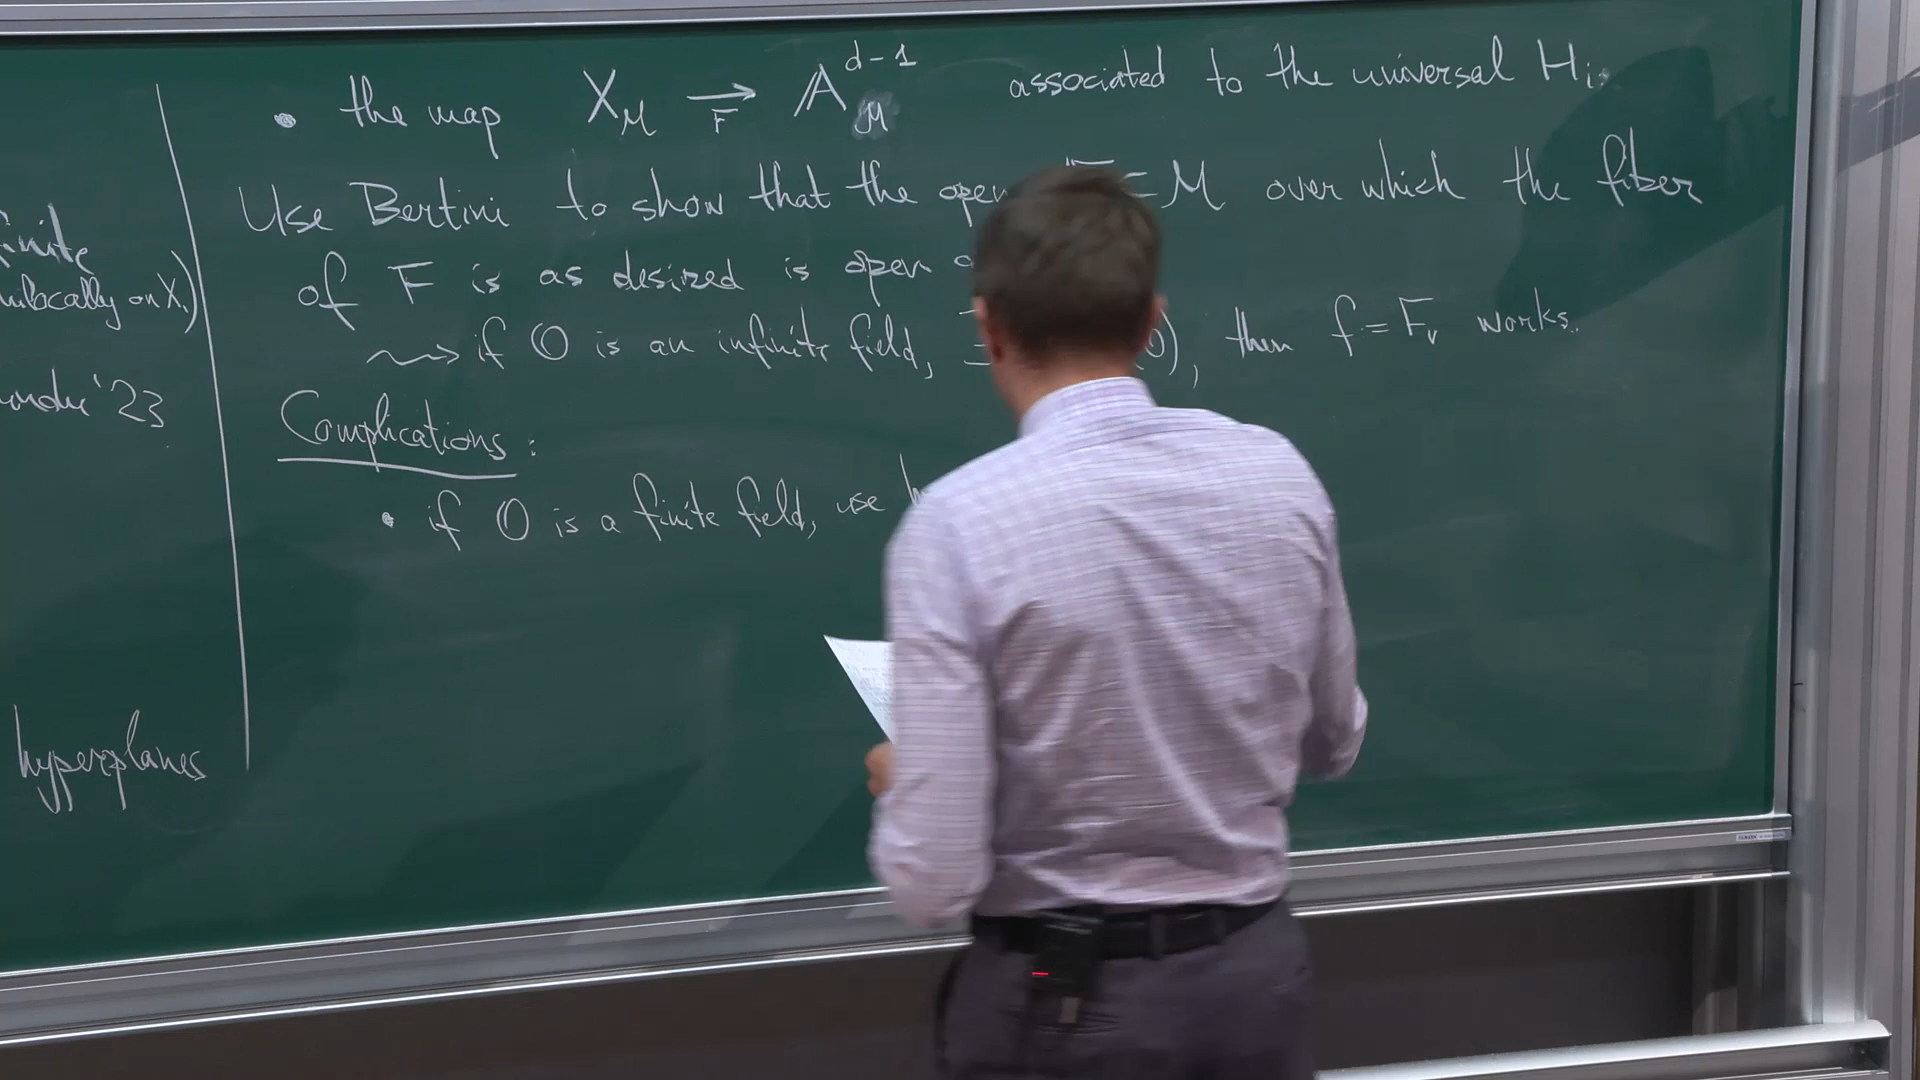 finite
locally on X)
'23
hyperplanes
• the map X_M →_F A^{d-1}_M associated to the universal H_i.
Use Bertini to show that the open ⊂ M over which the fiber
of F is as desired is open
⇝ if O is an infinite field, ∃ O), then f = F_v works.
Complications:
• if O is a finite field, use